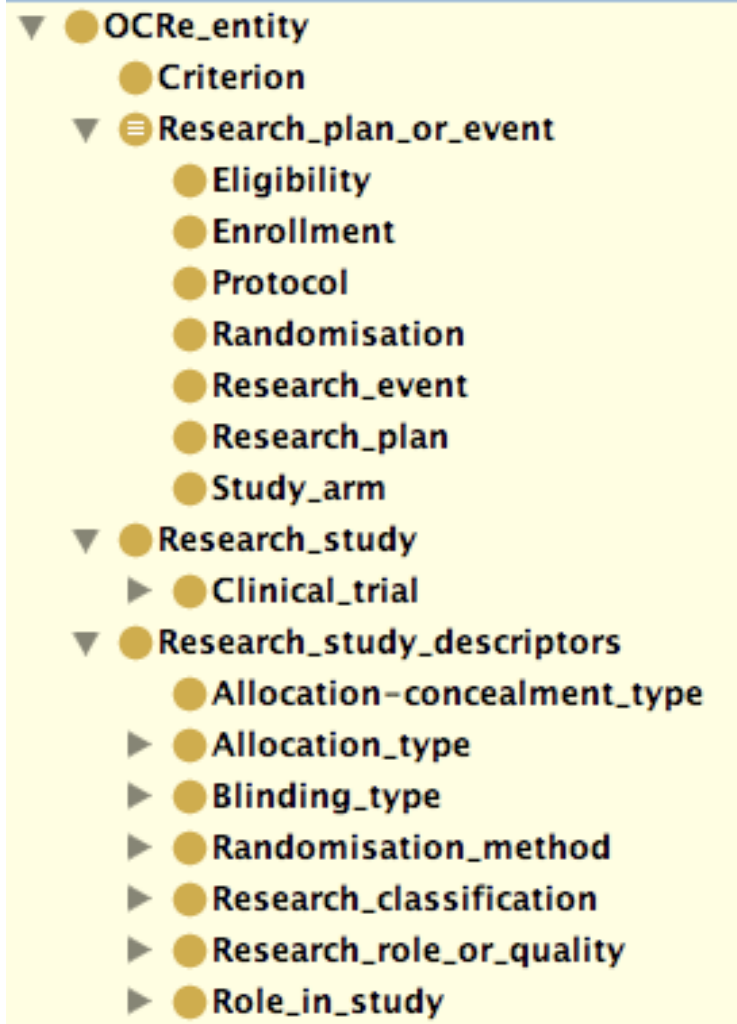 OCRe_entity
Criterion
Research_plan_or_event
Eligibility
Enrollment
Protocol
Randomisation
Research_event
Research_plan
Study_arm
Research_study
Clinical_trial
Research_study_descriptors
Allocation-concealment_type
Allocation_type
Blinding_type
Randomisation_method
Research_classification
Research_role_or_quality
Role_in_study